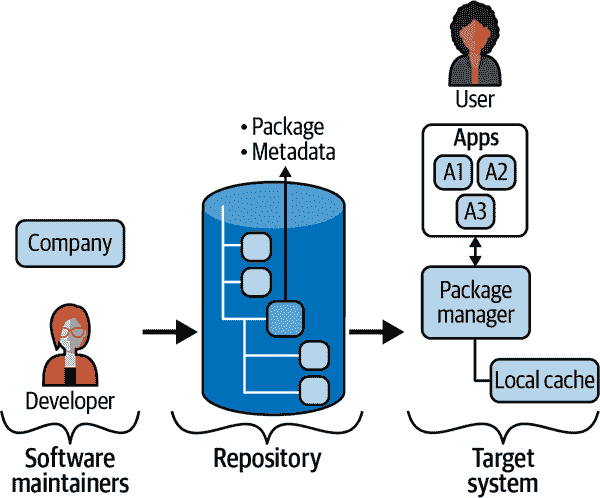 User
• Package
• Metadata
Apps
A1 A2
A3
Company
Package
manager
Local cache
Developer
Software
maintainers
Repository
Target
system